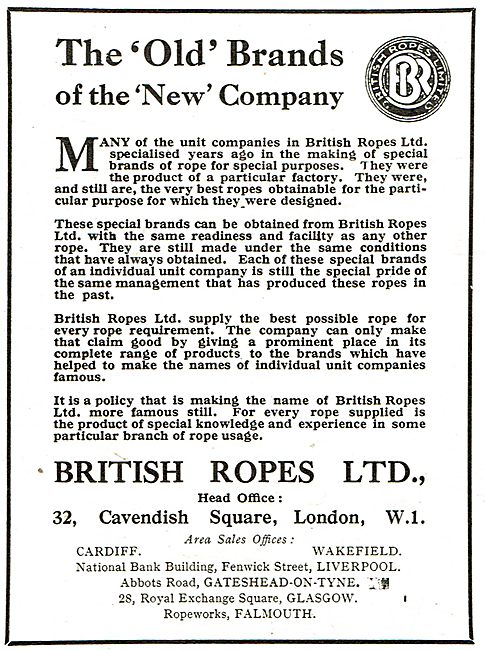 The 'Old' Brands
of the 'New' Company
BRITISH ROPES LIMITED
BR
MANY of the unit companies in British Ropes Ltd.
specialised years ago in the making of special
brands of rope for special purposes. They were
the product of a particular factory. They were,
and still are, the very best ropes obtainable for the parti-
cular purpose for which they were designed.
These special brands can be obtained from British Ropes
Ltd. with the same readiness and facility as any other
rope. They are still made under the same conditions
that have always obtained. Each of these special brands
of an individual unit company is still the special pride of
the same management that has produced these ropes in
the past.
British Ropes Ltd. supply the best possible rope for
every rope requirement. The company can only make
that claim good by giving a prominent place in its
complete range of products to the brands which have
helped to make the names of individual unit companies
famous.
It is a policy that is making the name of British Ropes
Ltd. more famous still. For every rope supplied is
the product of special knowledge and experience in some
particular branch of rope usage.
BRITISH ROPES LTD.,
Head Office:
32, Cavendish Square, London, W.1.
Area Sales Offices:
CARDIFF. WAKEFIELD.
National Bank Building, Fenwick Street, LIVERPOOL.
Abbots Road, GATESHEAD-ON-TYNE.
28, Royal Exchange Square, GLASGOW.
Ropeworks, FALMOUTH.